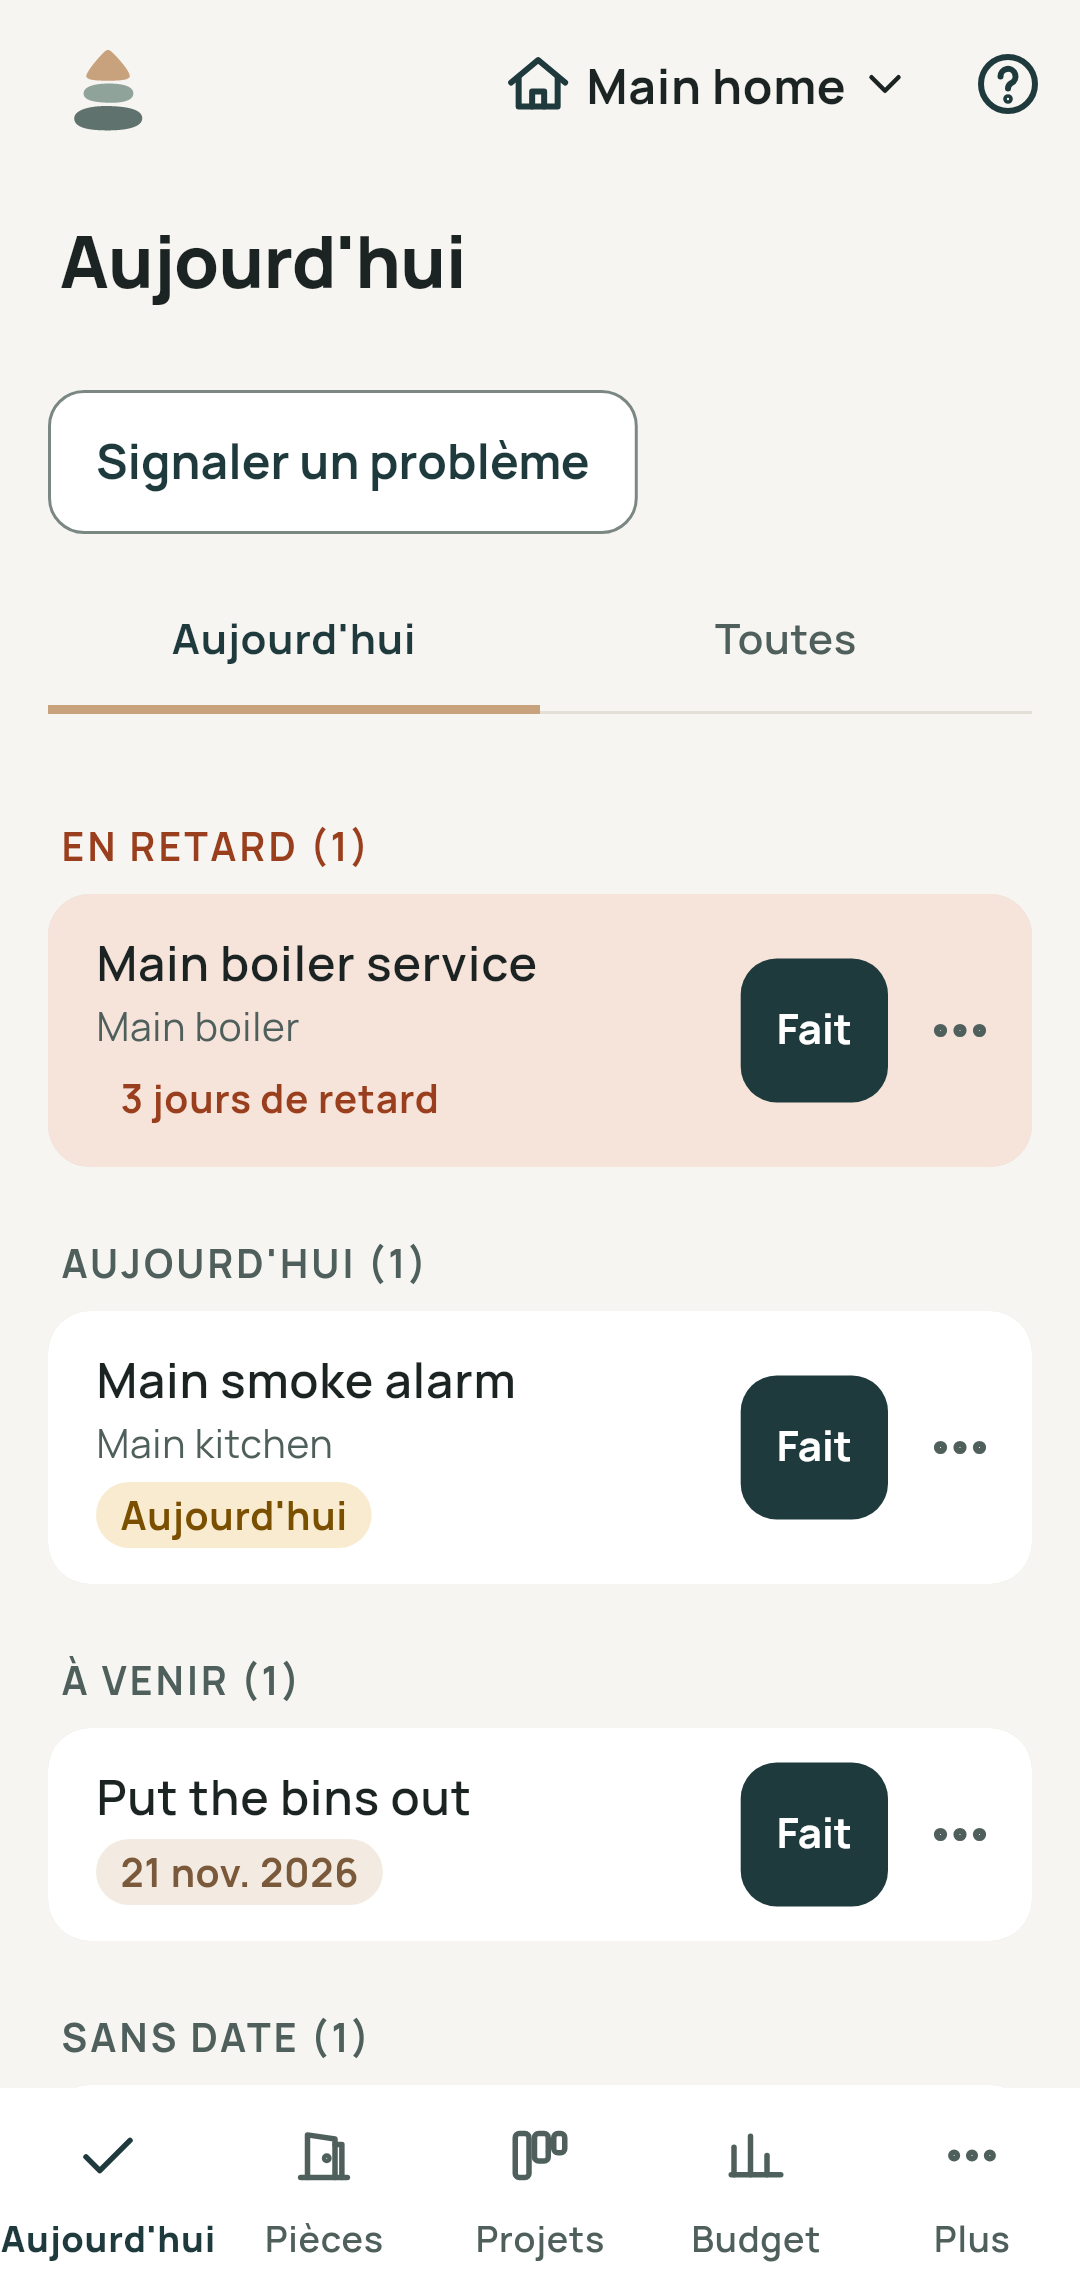 Main home
Aujourd'hui
Signaler un problème
Aujourd'hui
Toutes
EN RETARD (1)
Main boiler service
Main boiler
3 jours de retard
Fait
AUJOURD'HUI (1)
Main smoke alarm
Main kitchen
Aujourd'hui
Fait
À VENIR (1)
Put the bins out
21 nov. 2026
Fait
SANS DATE (1)
Aujourd'hui
Pièces
Projets
Budget
Plus